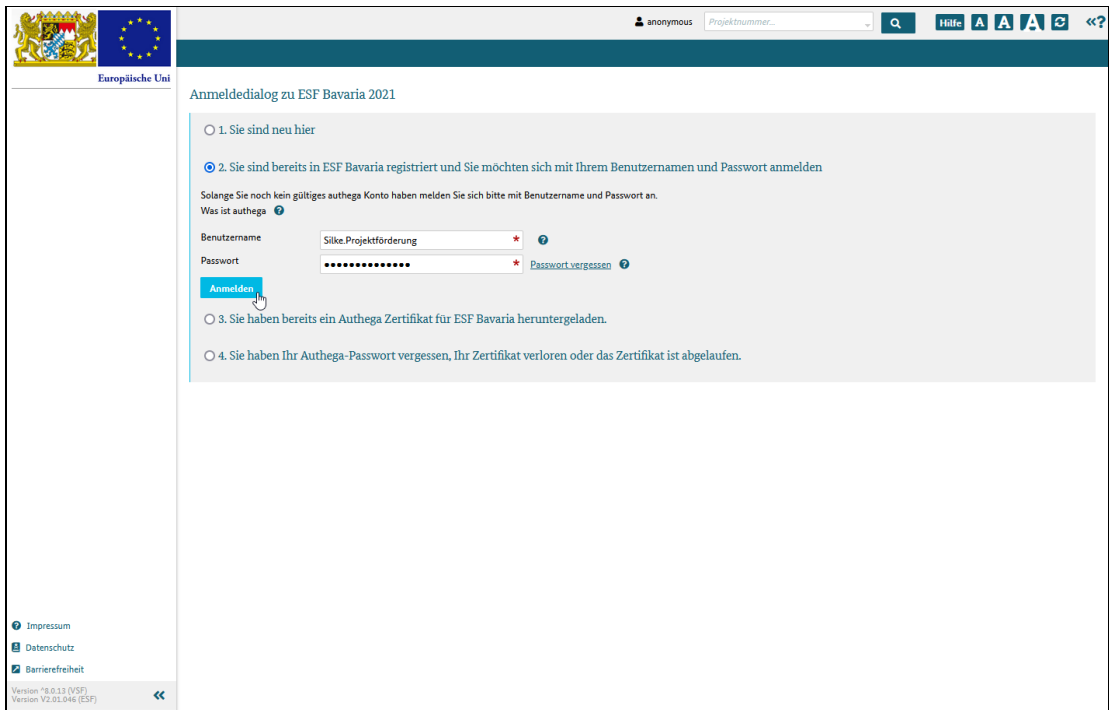 anonymous
Projektnummer...
Hilfe A A A
«?
Europäische Uni
Anmeldedialog zu ESF Bavaria 2021
1. Sie sind neu hier
2. Sie sind bereits in ESF Bavaria registriert und Sie möchten sich mit Ihrem Benutzernamen und Passwort anmelden
Solange Sie noch kein gültiges authega Konto haben melden Sie sich bitte mit Benutzername und Passwort an.
Was ist authega ?
Benutzername
Silke.Projektförderung * ?
Passwort
•••••••••••••• * Passwort vergessen ?
Anmelden
3. Sie haben bereits ein Authega Zertifikat für ESF Bavaria heruntergeladen.
4. Sie haben Ihr Authega-Passwort vergessen, Ihr Zertifikat verloren oder das Zertifikat ist abgelaufen.
? Impressum
Datenschutz
Barrierefreiheit
Version ^8.0.13 (VSF)
Version V2.01.046 (ESF)
«